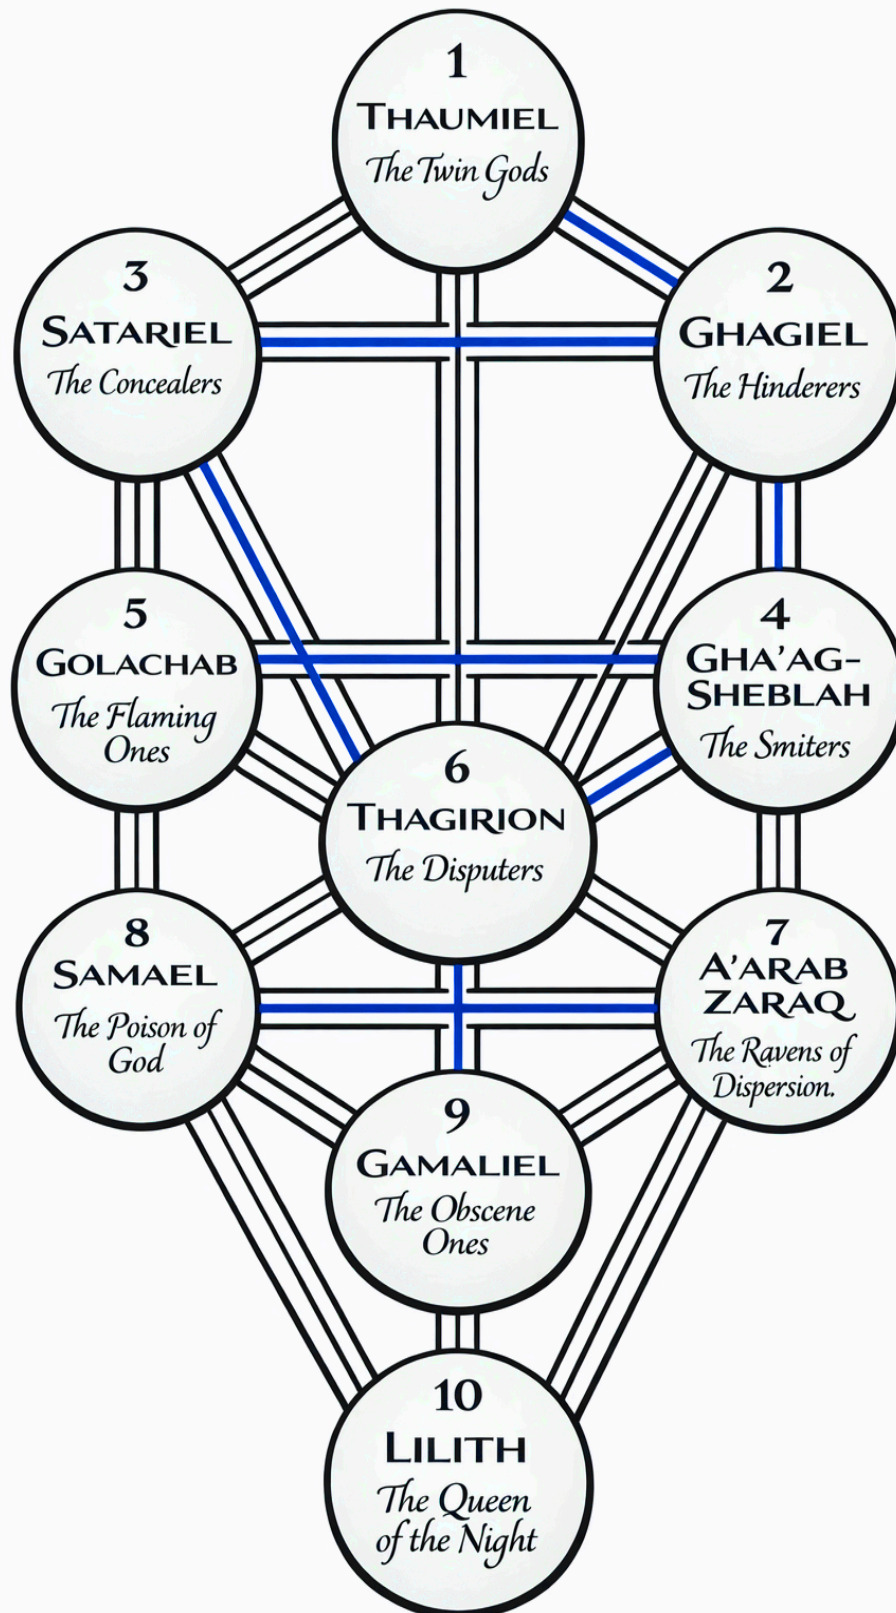 1
THAUMIEL
The Twin Gods
3
SATARIEL
The Concealers
2
GHAGIEL
The Hinderers
5
GOLACHAB
The Flaming
Ones
4
GHA'AG-
SHEBLAH
The Smiters
6
THAGIRION
The Disputers
8
SAMAEL
The Poison of
God
7
A'ARAB
ZARAQ
The Ravens of
Dispersion.
9
GAMALIEL
The Obscene
Ones
10
LILITH
The Queen
of the Night